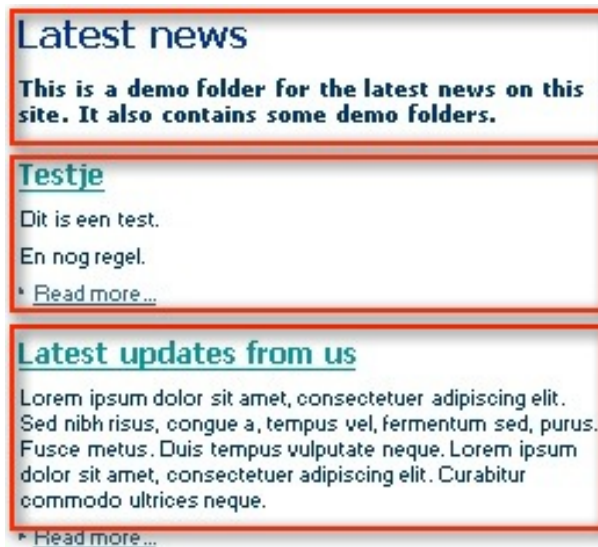 Latest news
This is a demo folder for the latest news on this
site. It also contains some demo folders.
Testje
Dit is een test.
En nog regel.
Read more...
Latest updates from us
Lorem ipsum dolor sit amet, consectetuer adipiscing elit.
Sed nibh risus, congue a, tempus vel, fermentum sed, purus.
Fusce metus. Duis tempus vulputate neque. Lorem ipsum
dolor sit amet, consectetuer adipiscing elit. Curabitur
commodo ultrices neque.
Read more...